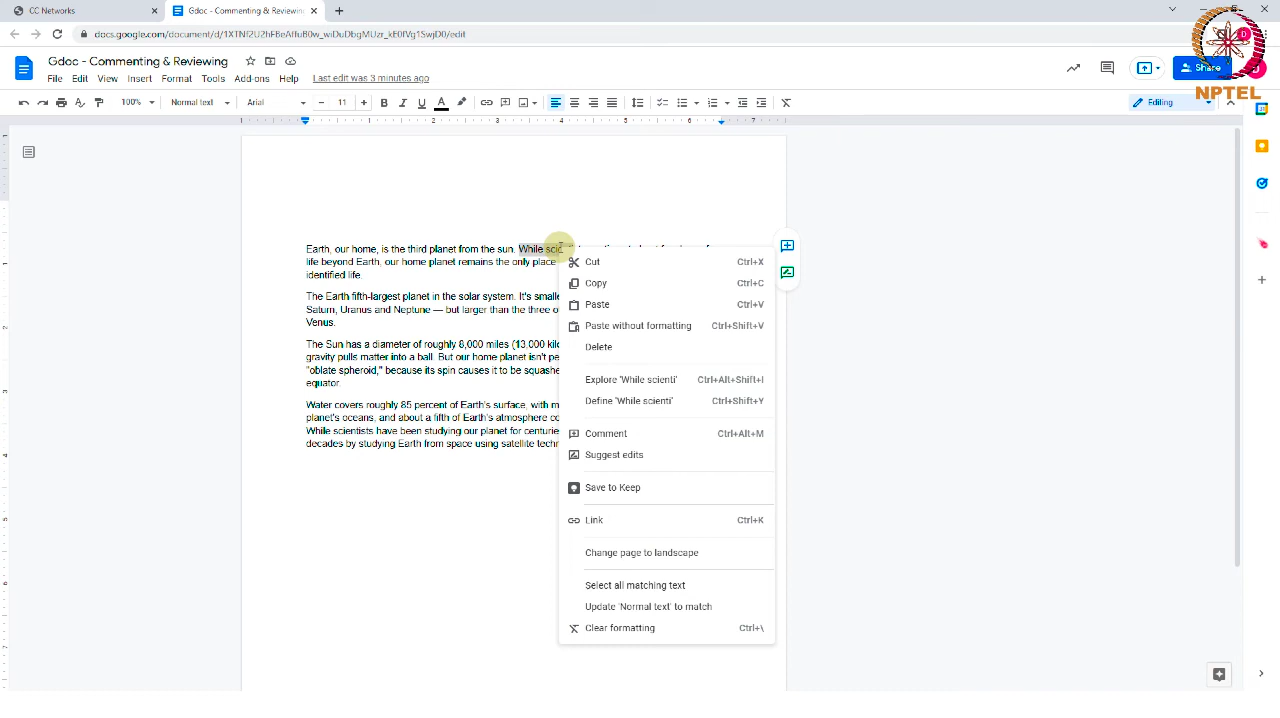 CC Networks
Gdoc - Commenting & Reviewing
docs.google.com/document/d/1XTNf2U2hFBeAffuB0w_wiDuDbgMUzr_kE0fVg1SwjD0/edit
Gdoc - Commenting & Reviewing
File Edit View Insert Format Tools Add-ons Help Last edit was 3 minutes ago
Share
NPTEL
100% Normal text Arial 11 Editing
Earth, our home, is the third planet from the sun. While sci
life beyond Earth, our home planet remains the only place
identified life.
The Earth fifth-largest planet in the solar system. It's smalle
Saturn, Uranus and Neptune — but larger than the three o
Venus.
The Sun has a diameter of roughly 8,000 miles (13,000 kil
gravity pulls matter into a ball. But our home planet isn't pe
"oblate spheroid," because its spin causes it to be squashe
equator.
Water covers roughly 85 percent of Earth's surface, with m
planet's oceans, and about a fifth of Earth's atmosphere co
While scientists have been studying our planet for centurie
decades by studying Earth from space using satellite techn
Cut Ctrl+X
Copy Ctrl+C
Paste Ctrl+V
Paste without formatting Ctrl+Shift+V
Delete
Explore 'While scienti' Ctrl+Alt+Shift+I
Define 'While scienti' Ctrl+Shift+Y
Comment Ctrl+Alt+M
Suggest edits
Save to Keep
Link Ctrl+K
Change page to landscape
Select all matching text
Update 'Normal text' to match
Clear formatting Ctrl+\